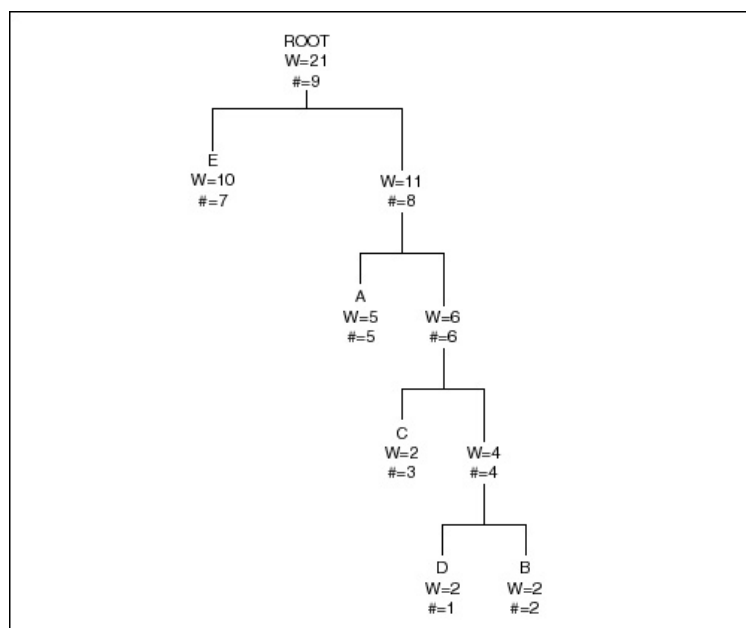 ROOT
W=21
#=9
E
W=10
#=7
W=11
#=8
A
W=5
#=5
W=6
#=6
C
W=2
#=3
W=4
#=4
D
W=2
#=1
B
W=2
#=2